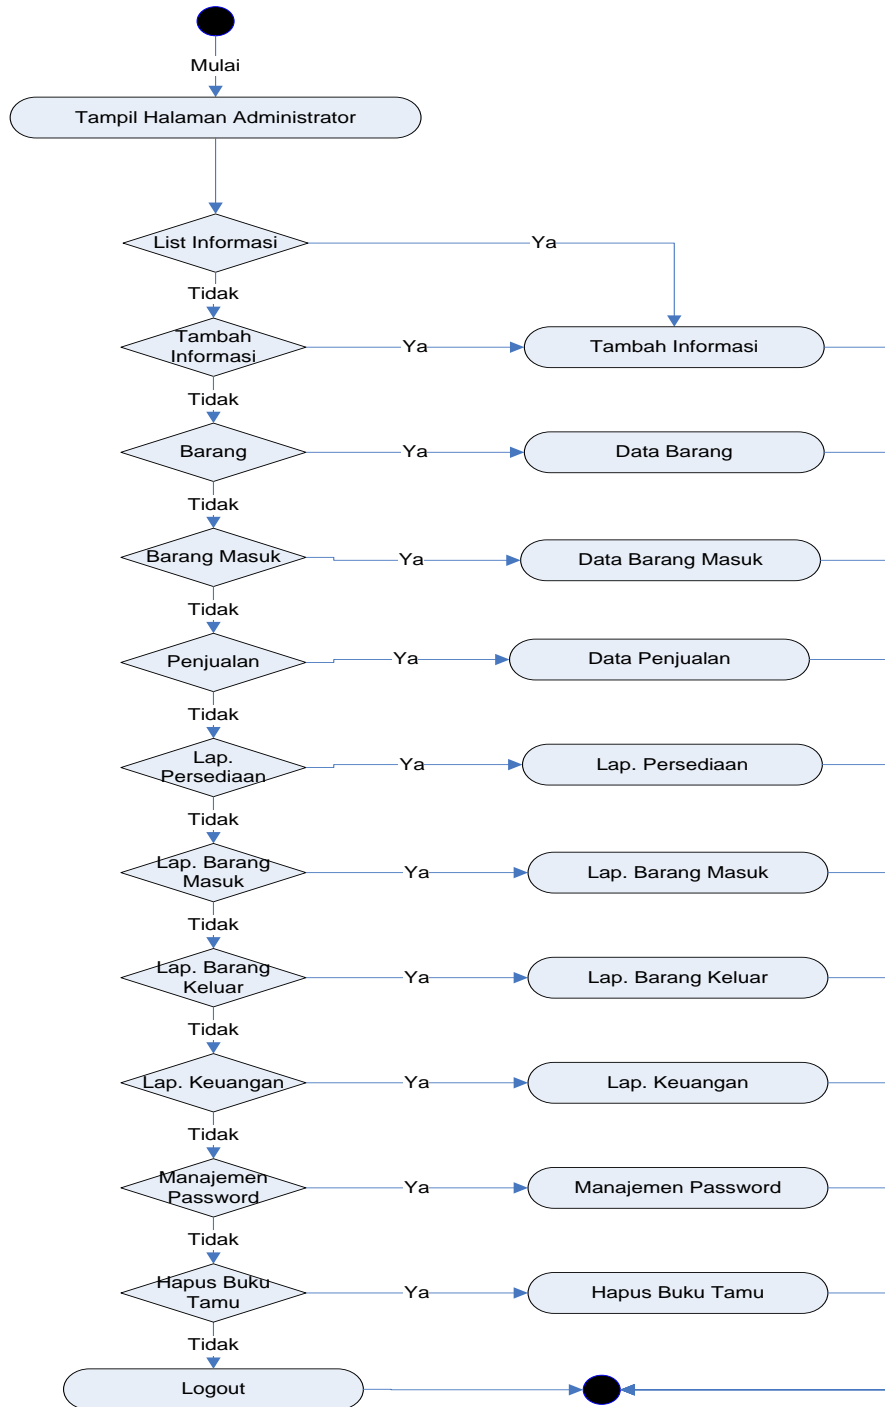 Mulai
Tampil Halaman Administrator
List Informasi
Ya
Tidak
Tambah
Informasi
Ya
Tambah Informasi
Tidak
Barang
Ya
Data Barang
Tidak
Barang Masuk
Ya
Data Barang Masuk
Tidak
Penjualan
Ya
Data Penjualan
Tidak
Lap.
Persediaan
Ya
Lap. Persediaan
Tidak
Lap. Barang
Masuk
Ya
Lap. Barang Masuk
Tidak
Lap. Barang
Keluar
Ya
Lap. Barang Keluar
Tidak
Lap. Keuangan
Ya
Lap. Keuangan
Tidak
Manajemen
Password
Ya
Manajemen Password
Tidak
Hapus Buku
Tamu
Ya
Hapus Buku Tamu
Tidak
Logout